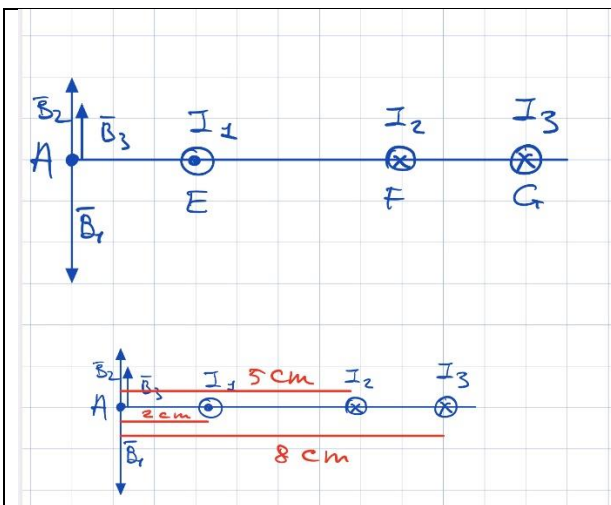 B̅₂ B̅₃ I₁ I₂ I₃
A
E F G
B̅₁
B̅₂ B̅₃ I₁ 5 cm I₂ I₃
A 2 cm
B̅₁
8 cm